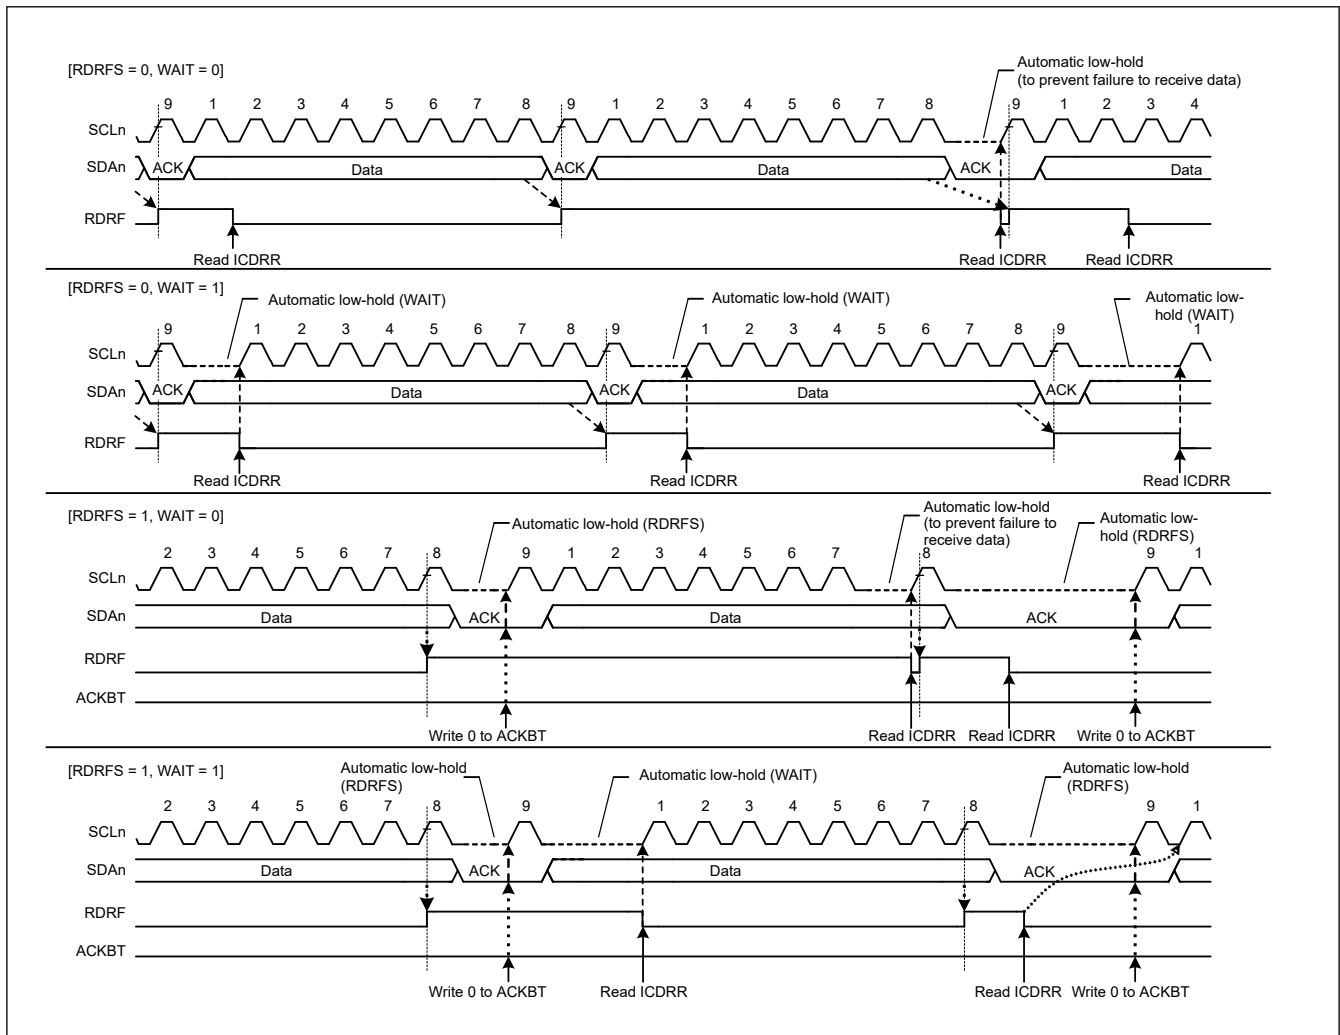 [RDRFS = 0, WAIT = 0]
Automatic low-hold
(to prevent failure to receive data)
9 1 2 3 4 5 6 7 8 9 1 2 3 4 5 6 7 8 9 1 2 3 4
SCLn
SDAn ACK Data ACK Data ACK Data
RDRF
Read ICDRR Read ICDRR Read ICDRR
[RDRFS = 0, WAIT = 1]
Automatic low-hold (WAIT) Automatic low-hold (WAIT) Automatic low-
hold (WAIT)
9 1 2 3 4 5 6 7 8 9 1 2 3 4 5 6 7 8 9 1
SCLn
SDAn ACK Data ACK Data ACK
RDRF
Read ICDRR Read ICDRR Read ICDRR
[RDRFS = 1, WAIT = 0]
Automatic low-hold (RDRFS)
Automatic low-hold
(to prevent failure to
receive data)
Automatic low-
hold (RDRFS)
2 3 4 5 6 7 8 9 1 2 3 4 5 6 7 8 9 1
SCLn
SDAn Data ACK Data ACK
RDRF
ACKBT
Write 0 to ACKBT Read ICDRR Read ICDRR Write 0 to ACKBT
[RDRFS = 1, WAIT = 1]
Automatic low-hold
(RDRFS)
Automatic low-hold (WAIT)
Automatic low-hold
(RDRFS)
2 3 4 5 6 7 8 9 1 2 3 4 5 6 7 8 9 1
SCLn
SDAn Data ACK Data ACK
RDRF
ACKBT
Write 0 to ACKBT Read ICDRR Read ICDRR Write 0 to ACKBT